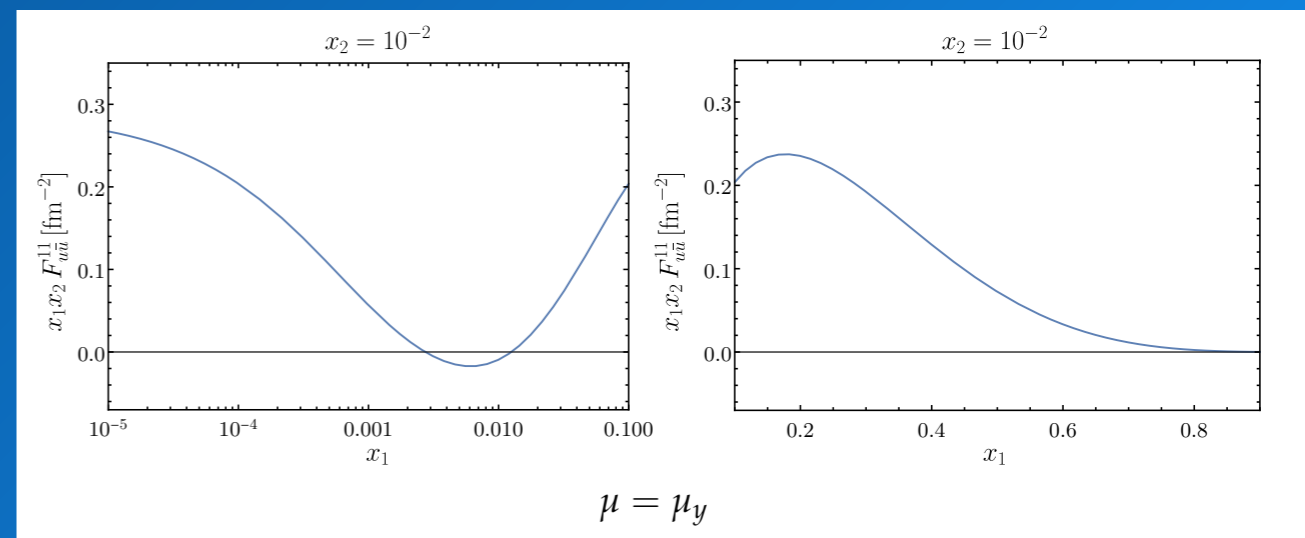 x_2 = 10^{-2}
x_1 x_2 F^{11}_{u\bar{u}} [fm^{-2}]
0.3
0.2
0.1
0.0
10^{-5} 10^{-4} 0.001 0.010 0.100
x_1
x_2 = 10^{-2}
x_1 x_2 F^{11}_{u\bar{u}} [fm^{-2}]
0.3
0.2
0.1
0.0
0.2 0.4 0.6 0.8
x_1
μ = μ_y